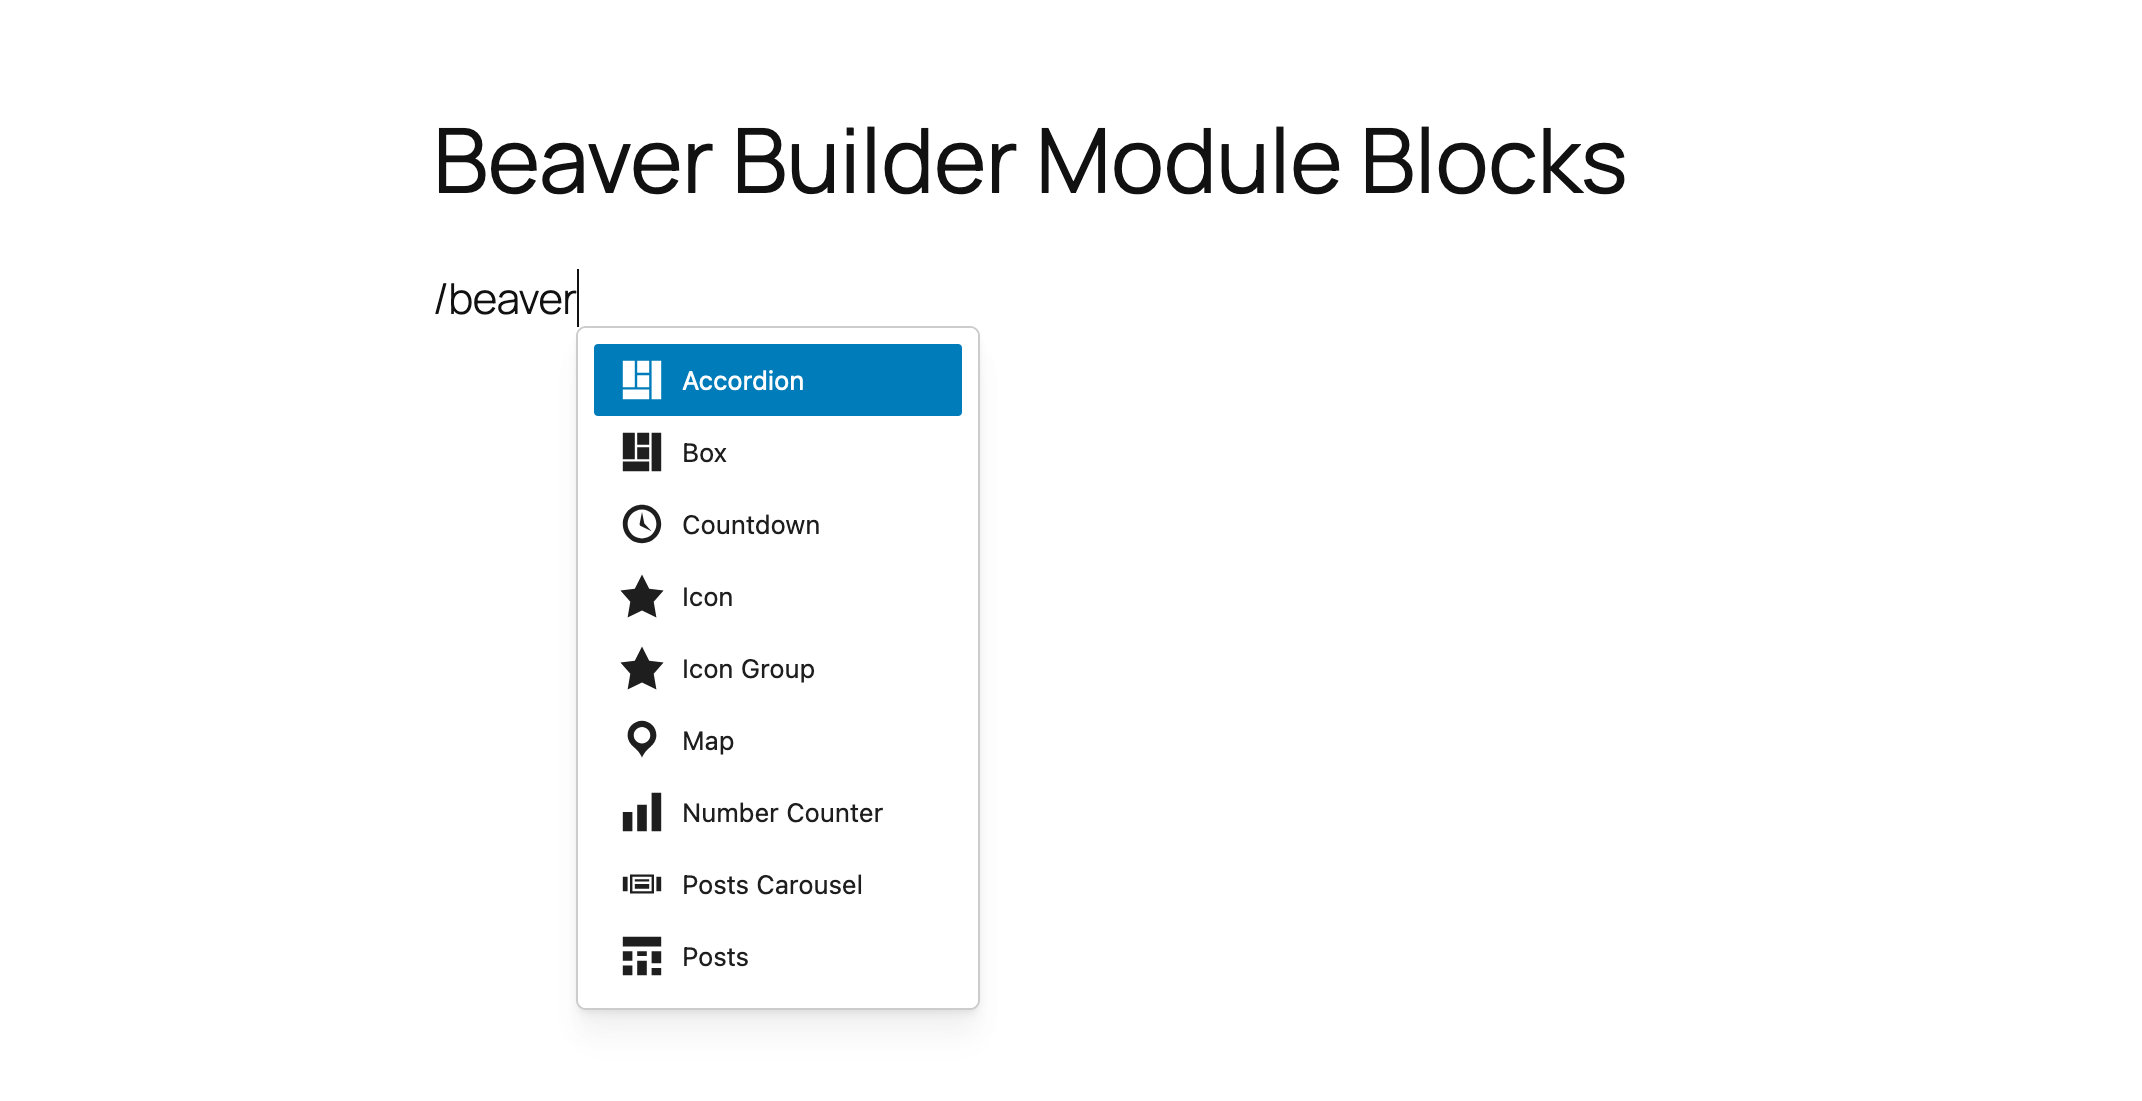 Beaver Builder Module Blocks
/beaver
Accordion
Box
Countdown
Icon
Icon Group
Map
Number Counter
Posts Carousel
Posts